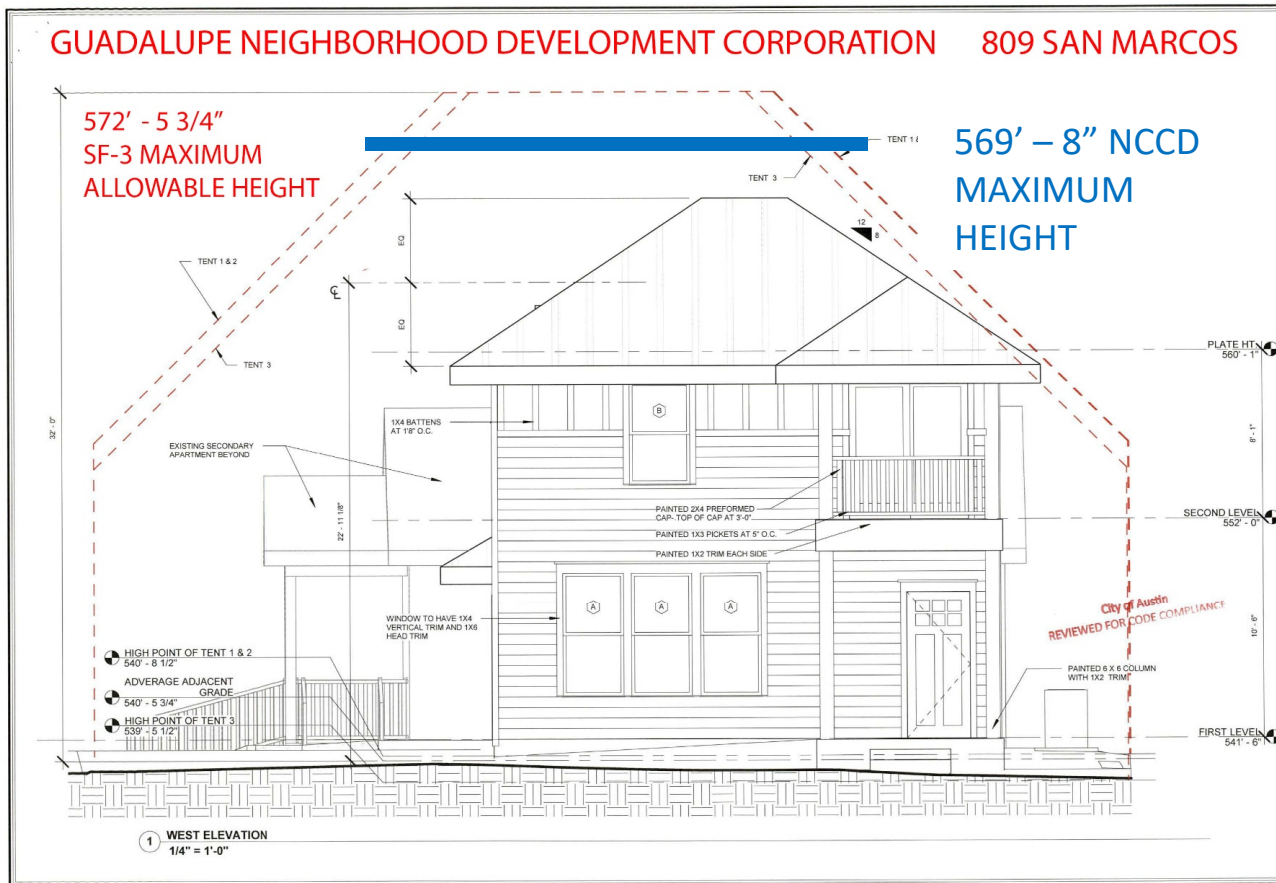 GUADALUPE NEIGHBORHOOD DEVELOPMENT CORPORATION 809 SAN MARCOS
572' - 5 3/4"
SF-3 MAXIMUM
ALLOWABLE HEIGHT
569' – 8" NCCD
MAXIMUM
HEIGHT
TENT 1 &
TENT 3
12
8
TENT 1 & 2
TENT 3
EQ
EQ
℄
PLATE HT
560' - 1"
32' - 0"
1X4 BATTENS
AT 1'8" O.C.
B
EXISTING SECONDARY
APARTMENT BEYOND
8' - 1"
22' - 11 1/8"
PAINTED 2X4 PREFORMED
CAP- TOP OF CAP AT 3'-0"
PAINTED 1X3 PICKETS AT 5" O.C.
PAINTED 1X2 TRIM EACH SIDE
SECOND LEVEL
552' - 0"
A
A
A
WINDOW TO HAVE 1X4
VERTICAL TRIM AND 1X6
HEAD TRIM
City of Austin
REVIEWED FOR CODE COMPLIANCE
10' - 6"
HIGH POINT OF TENT 1 & 2
540' - 8 1/2"
ADVERAGE ADJACENT
GRADE
540' - 5 3/4"
HIGH POINT OF TENT 3
539' - 5 1/2"
PAINTED 6 X 6 COLUMN
WITH 1X2 TRIM
FIRST LEVEL
541' - 6"
1
WEST ELEVATION
1/4" = 1'-0"